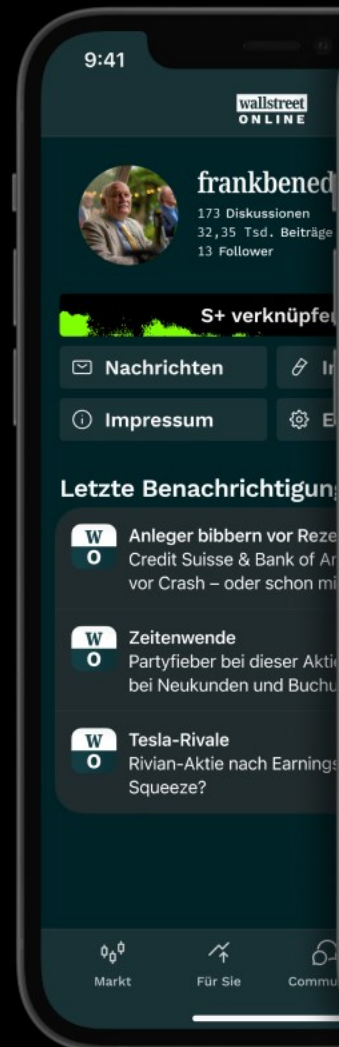 9:41
wallstreet
ONLINE
frankbened
173 Diskussionen
32,35 Tsd. Beiträge
13 Follower
S+ verknüpfe
Nachrichten
Impressum
E
Letzte Benachrichtigun
W
O
Anleger bibbern vor Reze
Credit Suisse & Bank of A
vor Crash – oder schon mi
W
O
Zeitenwende
Partyfieber bei dieser Akti
bei Neukunden und Buchu
W
O
Tesla-Rivale
Rivian-Aktie nach Earnings
Squeeze?
Markt
Für Sie
Commu